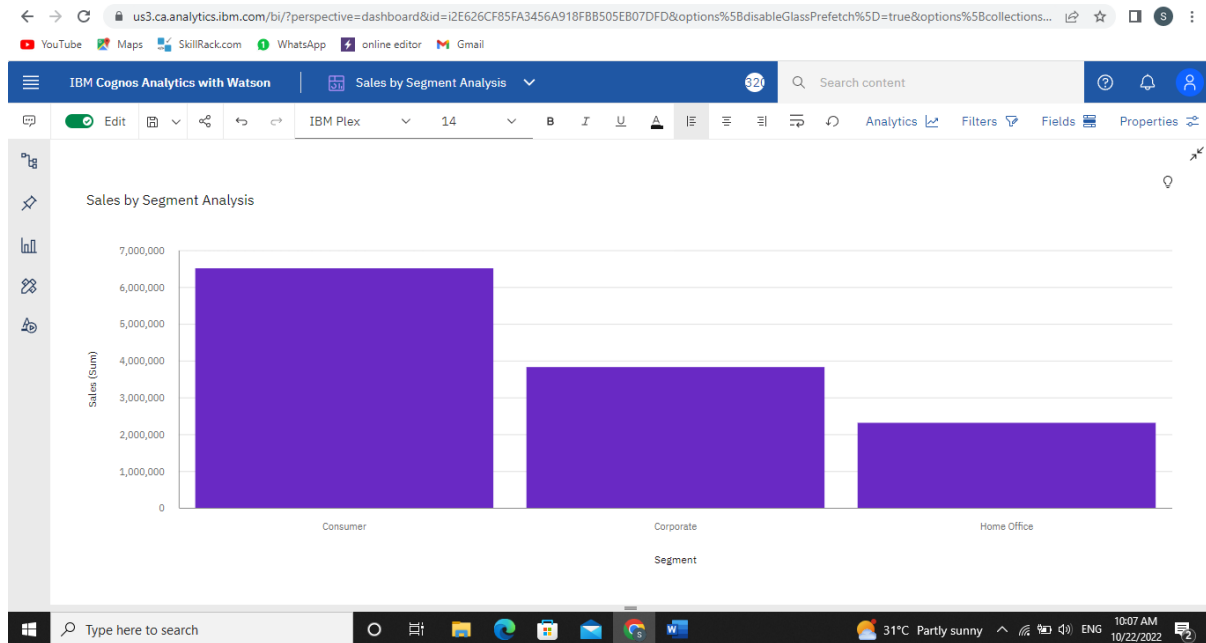 us3.ca.analytics.ibm.com/bi/?perspective=dashboard&id=i2E626CF85FA3456A918FBB505EB07DFD&options%5BdisableGlassPrefetch%5D=true&options%5Bcollections...
S
YouTube Maps SkillRack.com WhatsApp online editor Gmail
IBM Cognos Analytics with Watson Sales by Segment Analysis 320 Search content
Edit IBM Plex 14 B I U A Analytics Filters Fields Properties
Sales by Segment Analysis
7,000,000
6,000,000
5,000,000
4,000,000
3,000,000
2,000,000
1,000,000
0
Sales (Sum)
Consumer Corporate Home Office
Segment
Type here to search 31°C Partly sunny ENG 10:07 AM
10/22/2022 2